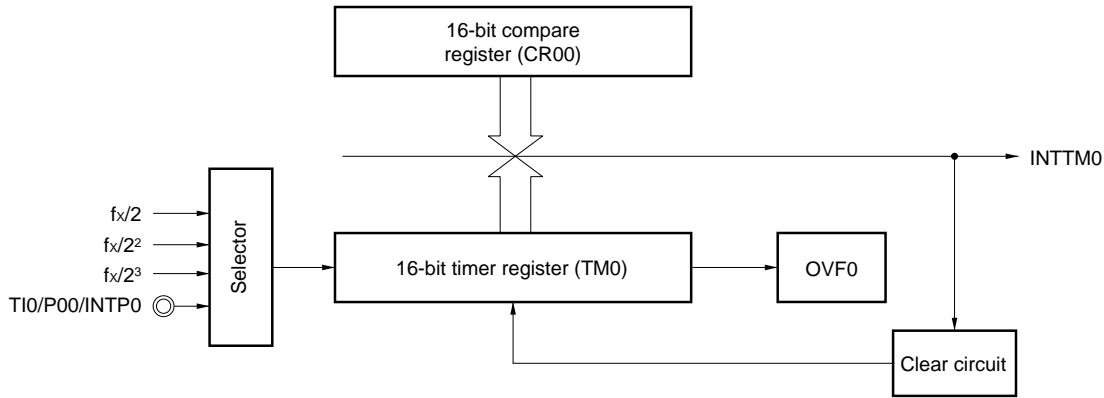 16-bit compare
register (CR00)
INTTM0
fX/2
fX/2²
fX/2³
TI0/P00/INTP0
Selector
16-bit timer register (TM0)
OVF0
Clear circuit